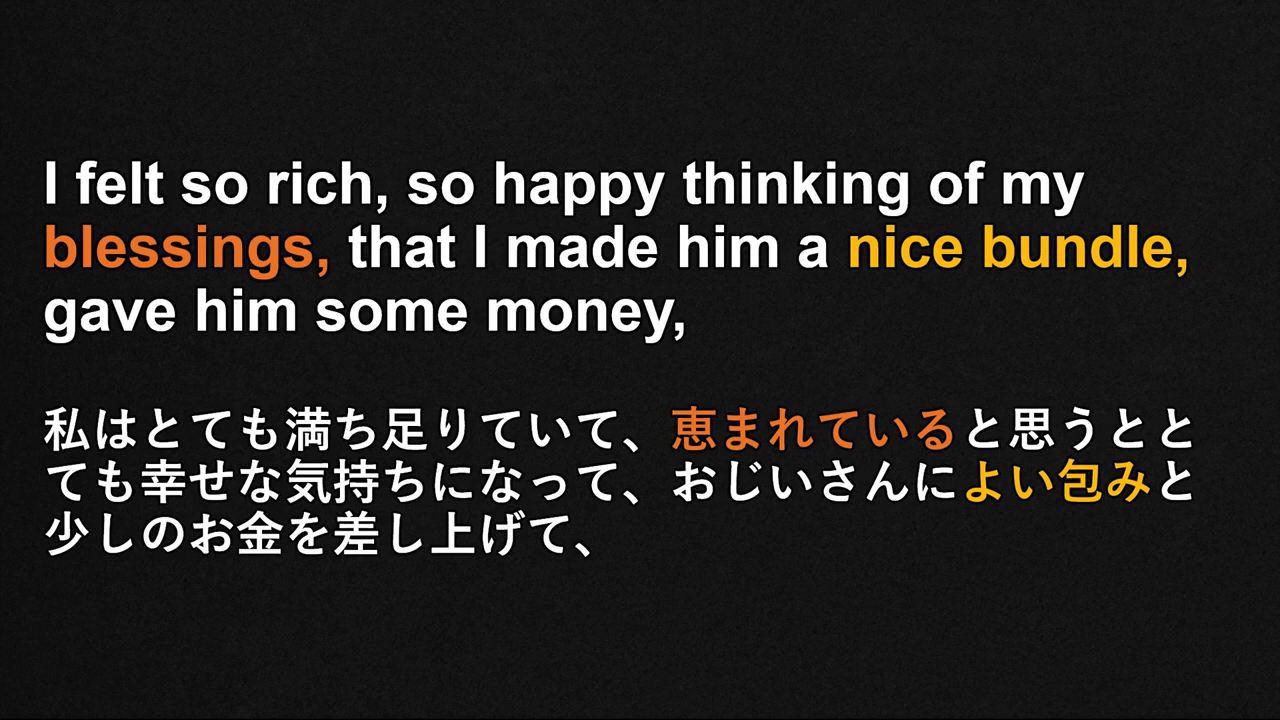 I felt so rich, so happy thinking of my
blessings, that I made him a nice bundle,
gave him some money,
私はとても満ち足りていて、恵まれていると思うとと
ても幸せな気持ちになって、おじいさんによい包みと
少しのお金を差し上げて、